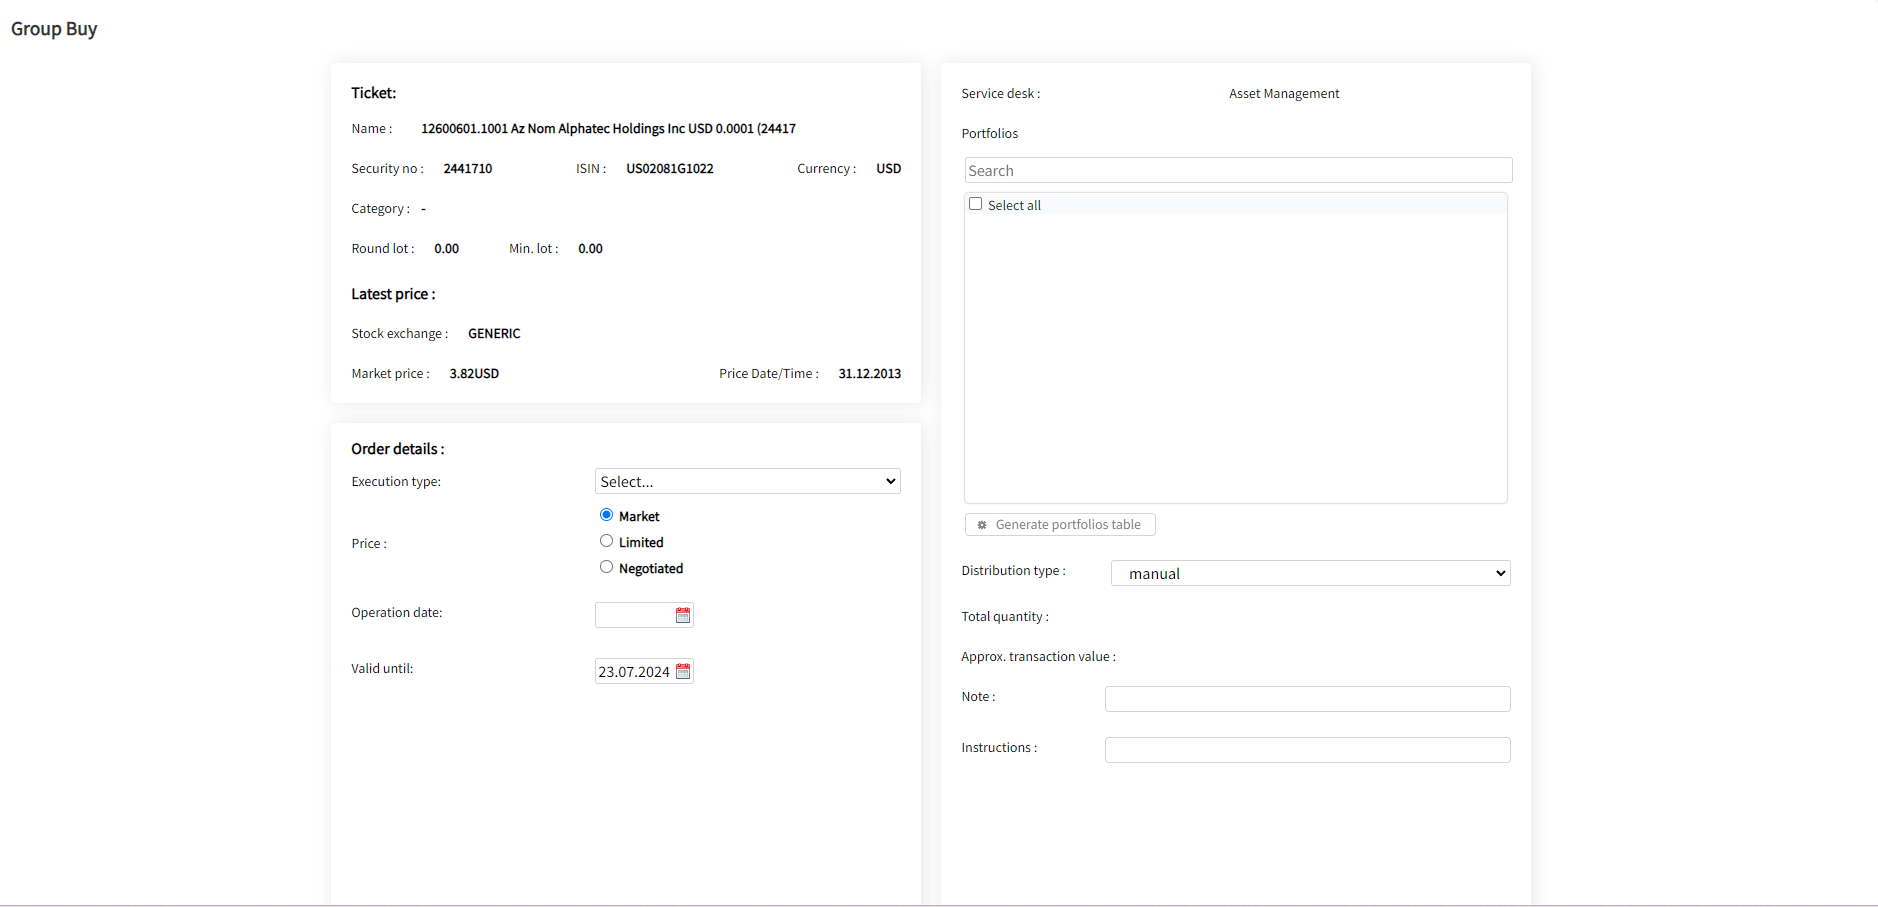 Group Buy
Ticket:
Name : 12600601.1001 Az Nom Alphatec Holdings Inc USD 0.0001 (24417
Security no : 2441710 ISIN : US02081G1022 Currency : USD
Category : -
Round lot : 0.00 Min. lot : 0.00
Latest price :
Stock exchange : GENERIC
Market price : 3.82USD Price Date/Time : 31.12.2013
Order details :
Execution type: Select...
Price :
Market
Limited
Negotiated
Operation date:
Valid until: 23.07.2024
Service desk : Asset Management
Portfolios
Search
Select all
Generate portfolios table
Distribution type : manual
Total quantity :
Approx. transaction value :
Note :
Instructions :